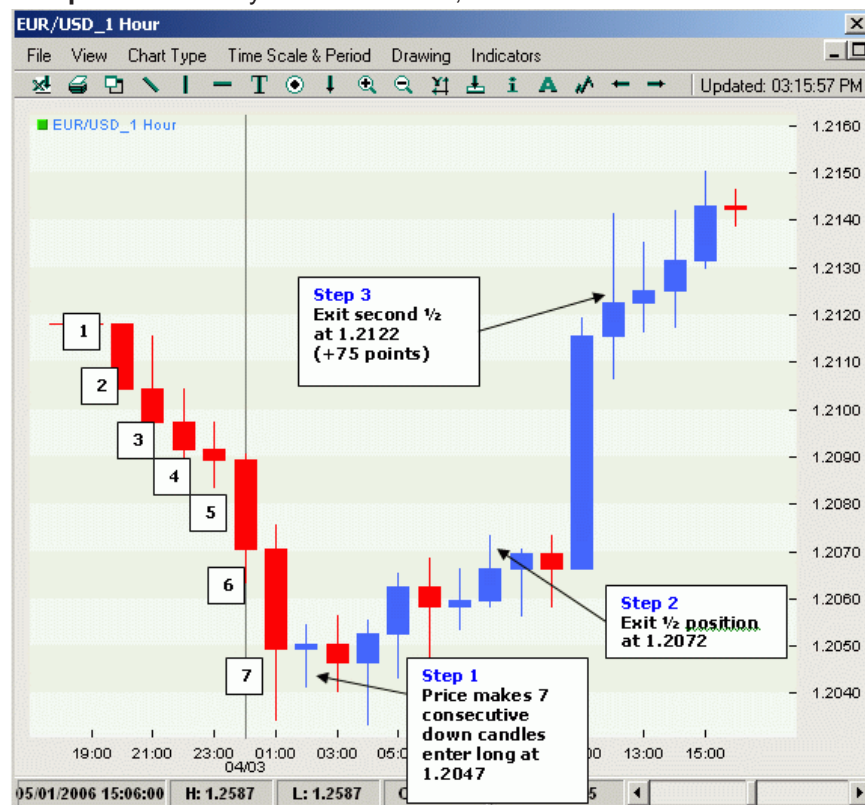 EUR/USD_1 Hour
File View Chart Type Time Scale & Period Drawing Indicators
T i A Updated: 03:15:57 PM
EUR/USD_1 Hour
1.2160
1.2150
1.2140
1.2130
1.2120
1.2110
1.2100
1.2090
1.2080
1.2070
1.2060
1.2050
1.2040
Step 3
Exit second ½
at 1.2122
(+75 points)
1
2
3
4
5
6
7
Step 2
Exit ½ position
at 1.2072
Step 1
Price makes 7
consecutive
down candles
enter long at
1.2047
19:00 21:00 23:00 01:00 03:00 13:00 15:00
04/03
05/01/2006 15:06:00 H: 1.2587 L: 1.2587